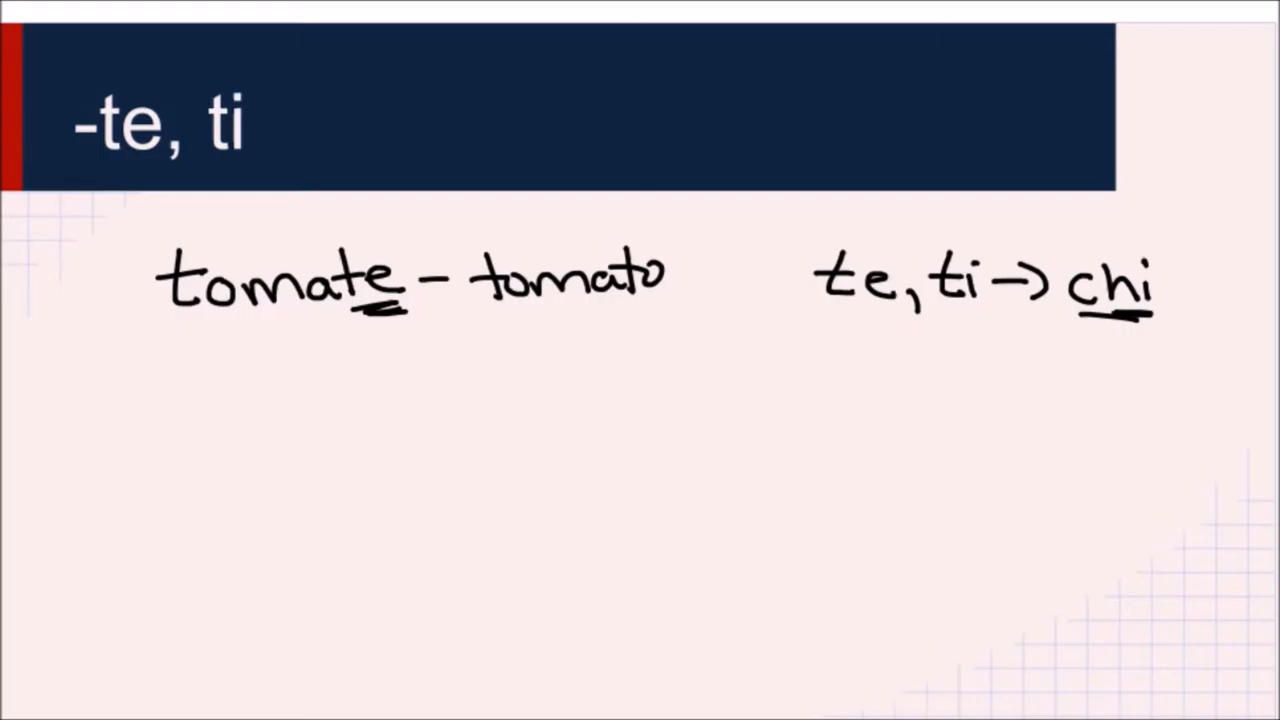 -te, ti
tomate - tomato te, ti → chi